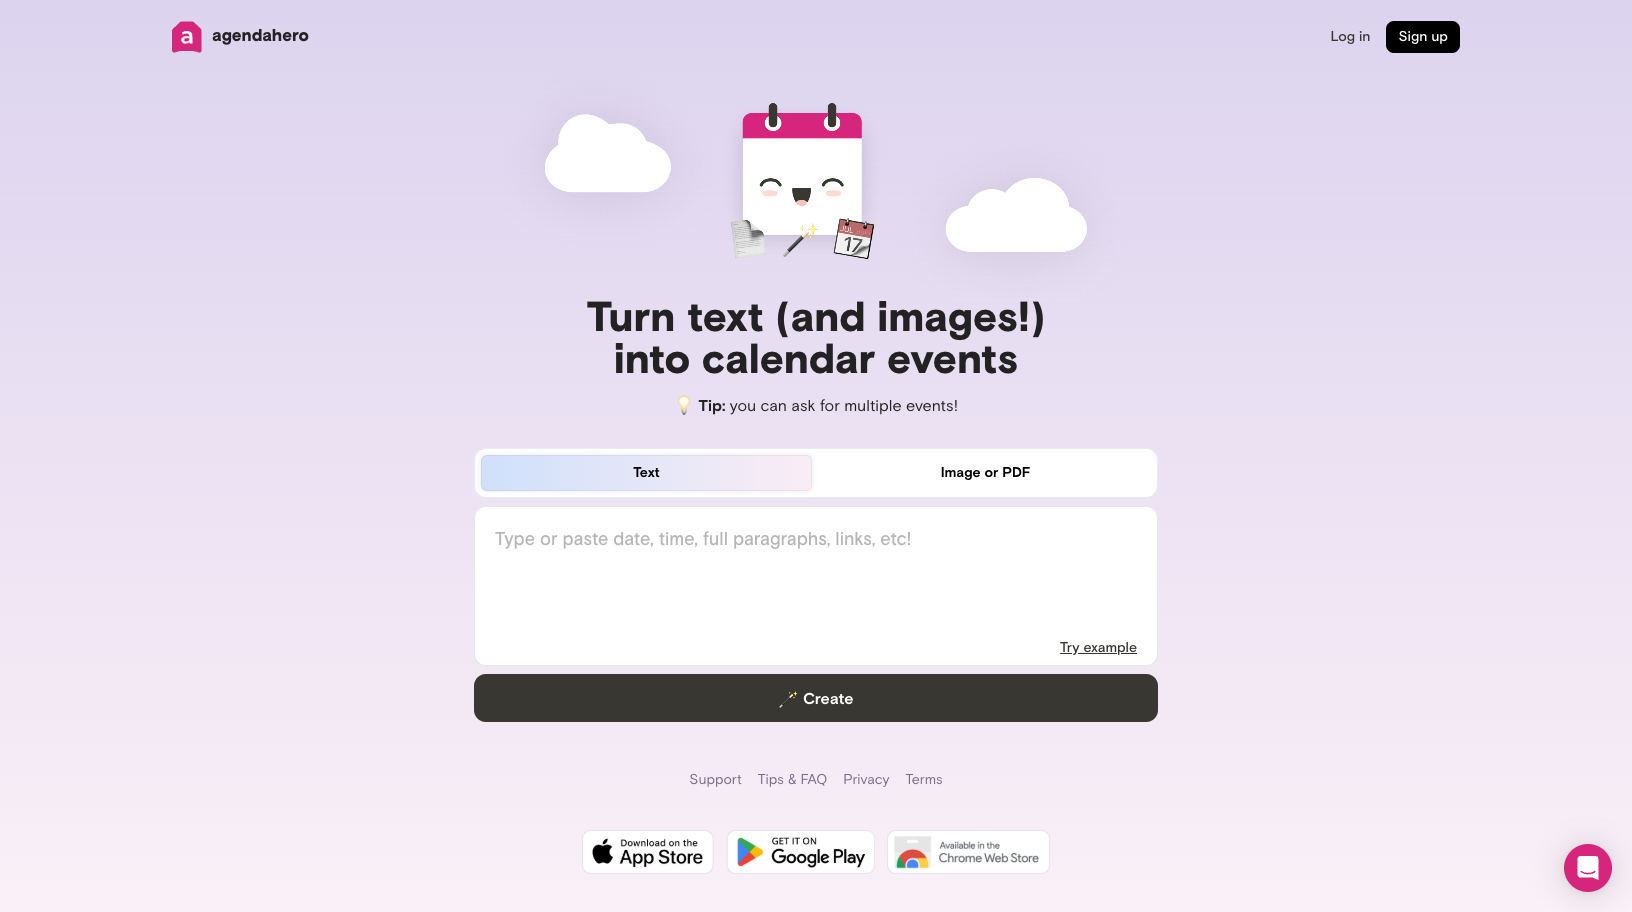 agendahero
Log in
Sign up
JUL
17
Turn text (and images!)
into calendar events
Tip: you can ask for multiple events!
Text
Image or PDF
Type or paste date, time, full paragraphs, links, etc!
Try example
Create
Support
Tips & FAQ
Privacy
Terms
Download on the
App Store
GET IT ON
Google Play
Available in the
Chrome Web Store